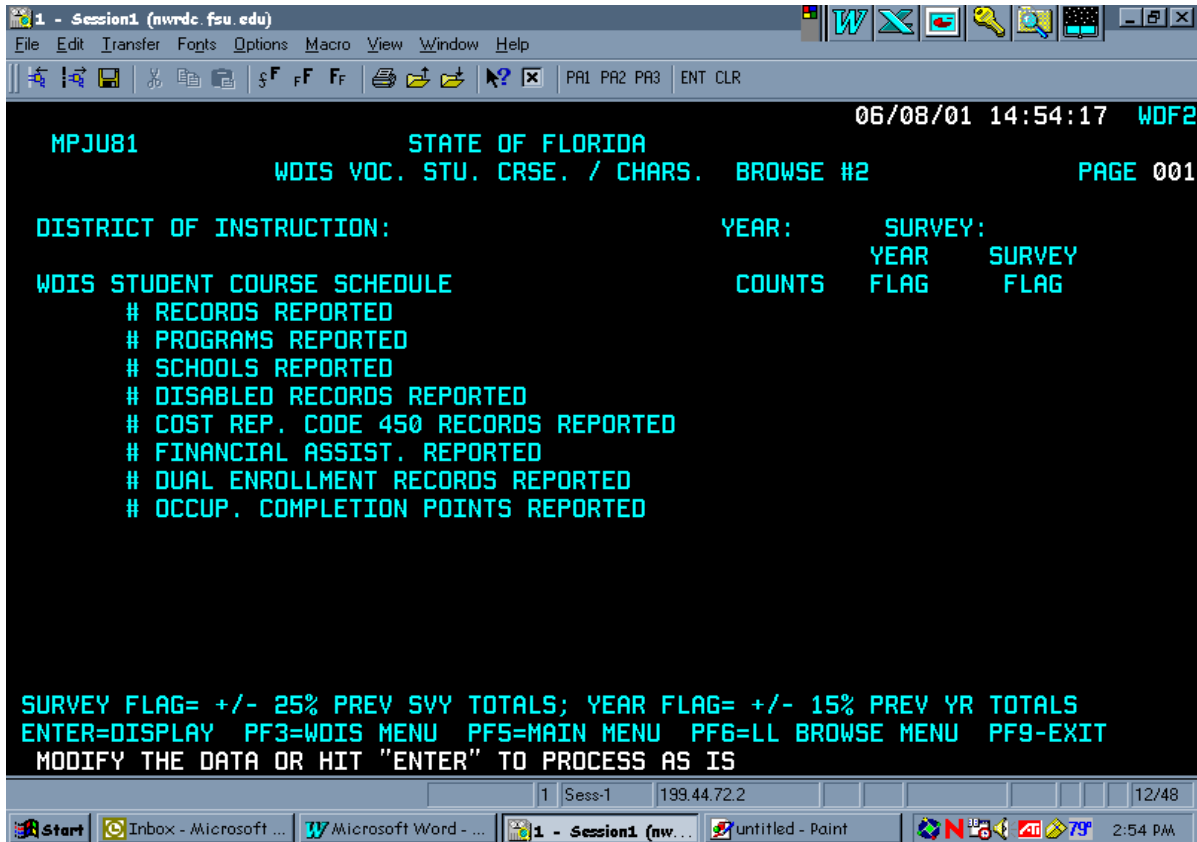 1 - Session1 (nwrdc.fsu.edu)
File Edit Transfer Fonts Options Macro View Window Help
PA1 PA2 PA3 ENT CLR
06/08/01 14:54:17 WDF2
MPJU81 STATE OF FLORIDA
WDIS VOC. STU. CRSE. / CHARS. BROWSE #2 PAGE 001
DISTRICT OF INSTRUCTION: YEAR: SURVEY:
YEAR SURVEY
WDIS STUDENT COURSE SCHEDULE COUNTS FLAG FLAG
# RECORDS REPORTED
# PROGRAMS REPORTED
# SCHOOLS REPORTED
# DISABLED RECORDS REPORTED
# COST REP. CODE 450 RECORDS REPORTED
# FINANCIAL ASSIST. REPORTED
# DUAL ENROLLMENT RECORDS REPORTED
# OCCUP. COMPLETION POINTS REPORTED
SURVEY FLAG= +/- 25% PREV SVY TOTALS; YEAR FLAG= +/- 15% PREV YR TOTALS
ENTER=DISPLAY PF3=WDIS MENU PF5=MAIN MENU PF6=LL BROWSE MENU PF9-EXIT
MODIFY THE DATA OR HIT "ENTER" TO PROCESS AS IS
1 Sess-1 199.44.72.2 12/48
Start Inbox - Microsoft ... Microsoft Word - ... 1 - Session1 (nw... untitled - Paint 79° 2:54 PM